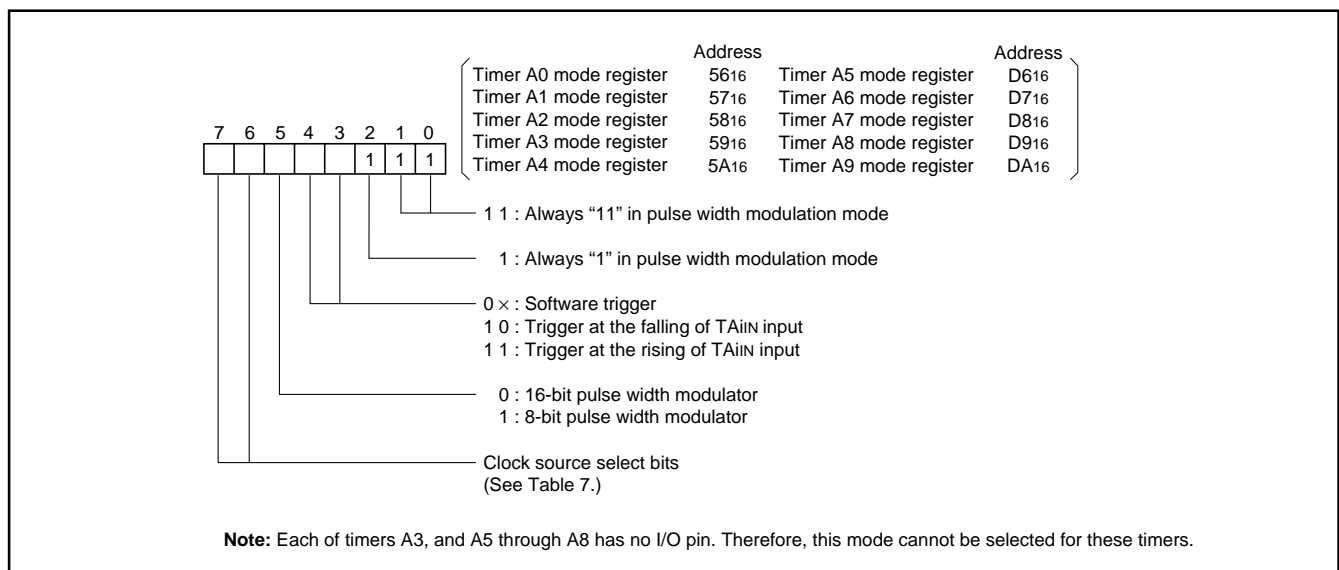 Address Address
Timer A0 mode register 5616 Timer A5 mode register D616
Timer A1 mode register 5716 Timer A6 mode register D716
Timer A2 mode register 5816 Timer A7 mode register D816
Timer A3 mode register 5916 Timer A8 mode register D916
Timer A4 mode register 5A16 Timer A9 mode register DA16
7 6 5 4 3 2 1 0
1 1 1
1 1 : Always “11” in pulse width modulation mode
1 : Always “1” in pulse width modulation mode
0 × : Software trigger
1 0 : Trigger at the falling of TAiIN input
1 1 : Trigger at the rising of TAiIN input
0 : 16-bit pulse width modulator
1 : 8-bit pulse width modulator
Clock source select bits
(See Table 7.)
Note: Each of timers A3, and A5 through A8 has no I/O pin. Therefore, this mode cannot be selected for these timers.